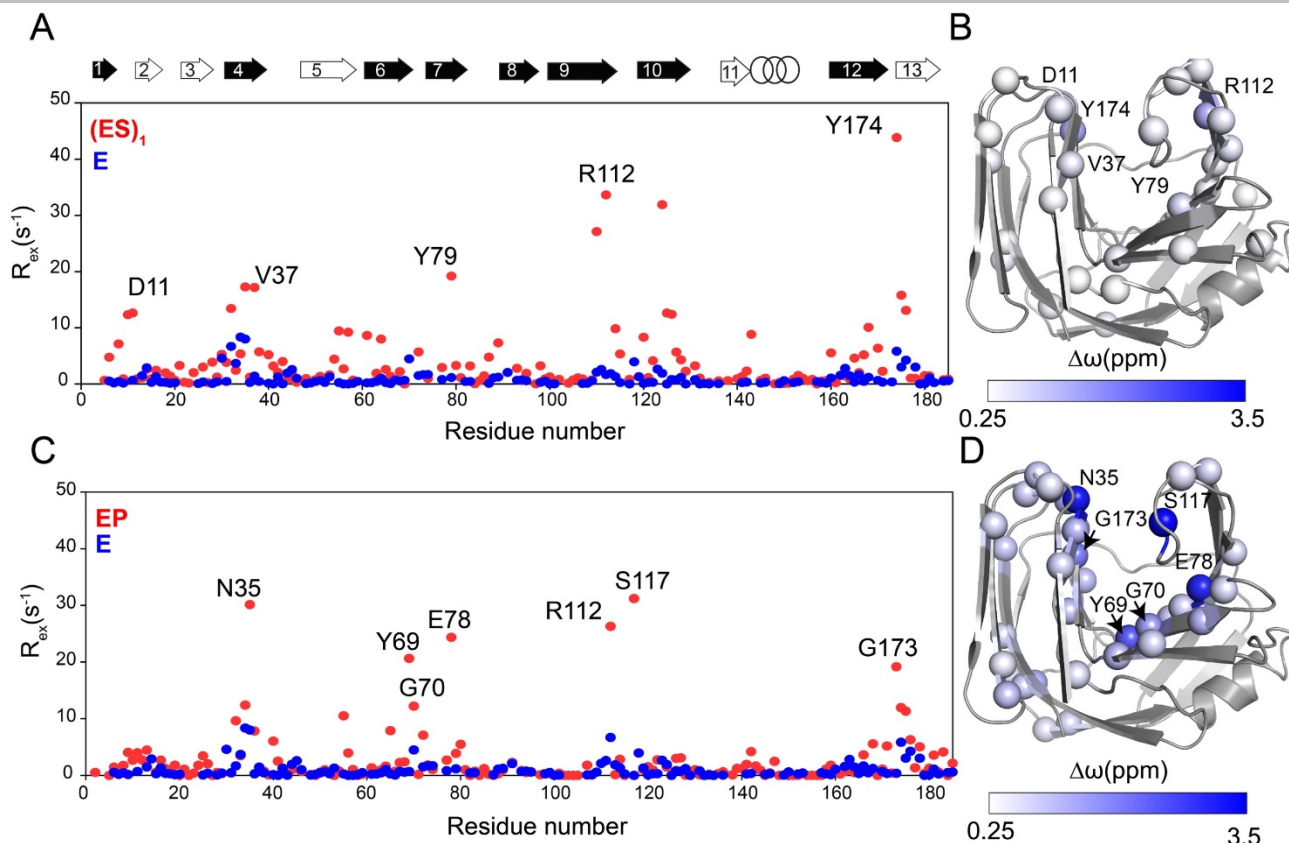 A
1 2 3 4 5 6 7 8 9 10 11 12 13
(ES)1
E
Rex(s-1)
50
40
30
20
10
0
D11
V37
Y79
R112
Y174
0 20 40 60 80 100 120 140 160 180
Residue number
B
D11
Y174
R112
V37
Y79
Δω(ppm)
0.25 3.5
C
EP
E
Rex(s-1)
50
40
30
20
10
0
N35
Y69
G70
E78
R112
S117
G173
0 20 40 60 80 100 120 140 160 180
Residue number
D
N35
S117
G173
E78
Y69
G70
Δω(ppm)
0.25 3.5